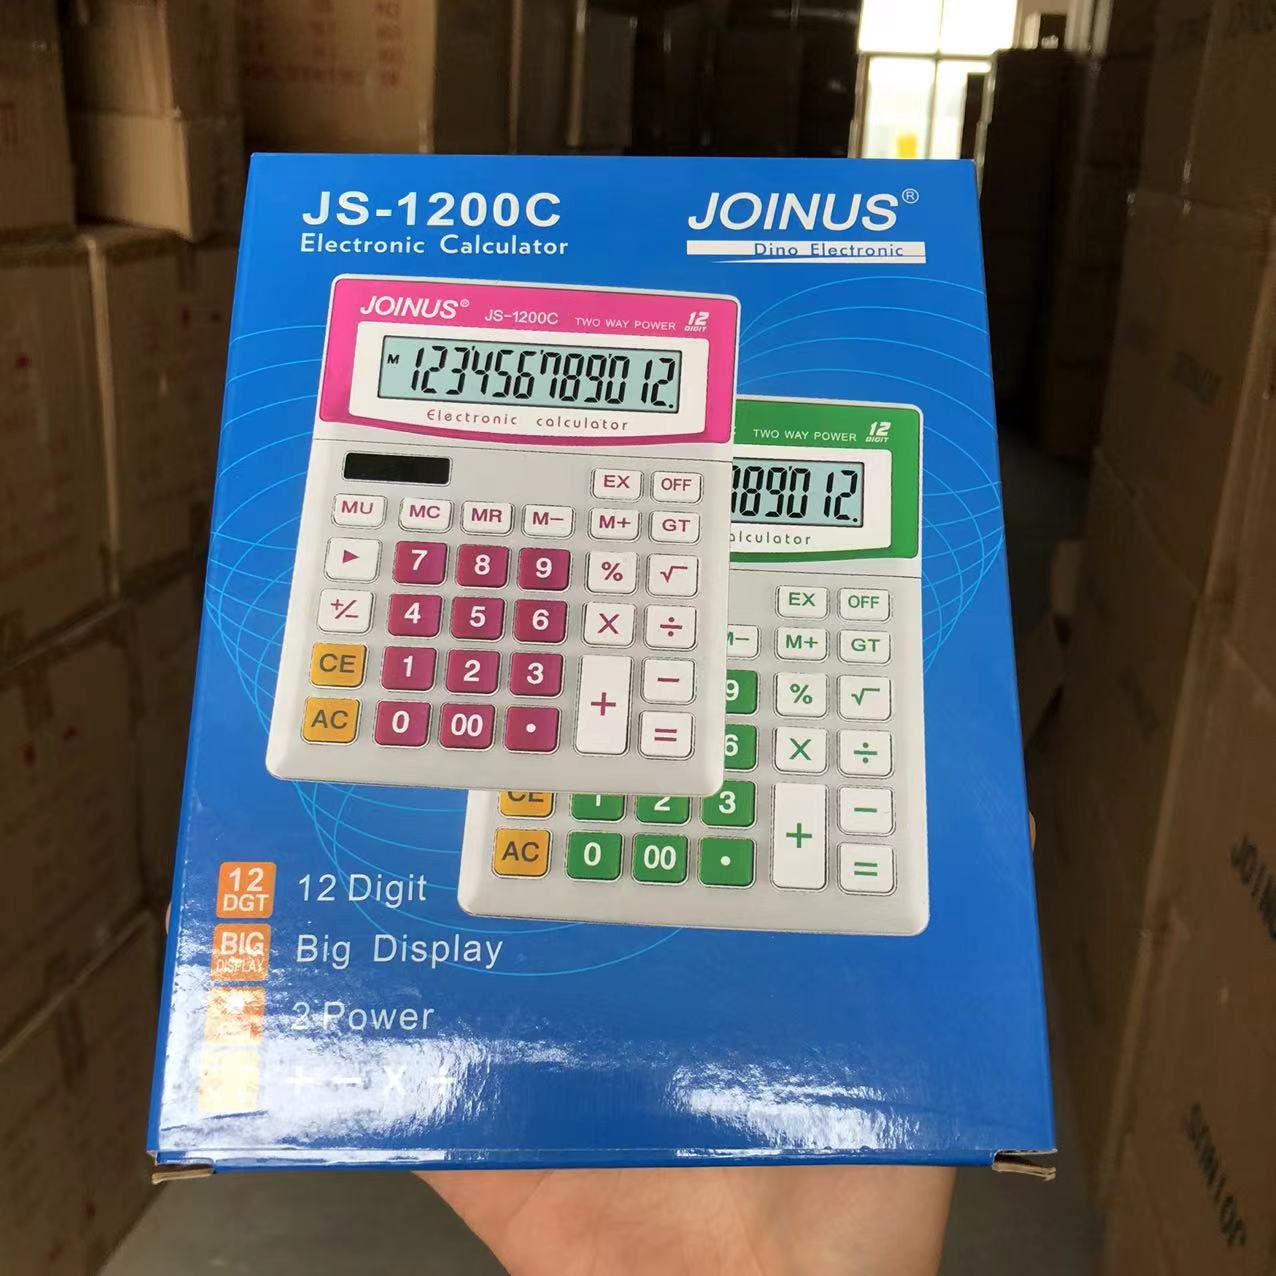 JS-1200C
Electronic Calculator
JOINUS®
Dino Electronic
JOINUS® JS-1200C TWO WAY POWER 12 DIGIT
M 123456789012.
Electronic calculator
EX OFF
MU MC MR M− M+ GT
▶ 7 8 9 % √
+/− 4 5 6 X ÷
CE 1 2 3 + −
AC 0 00 • =
TWO WAY POWER 12 DIGIT
789012.
alculator
EX OFF
M− M+ GT
9 % √
6 X ÷
CE 1 2 3 + −
AC 0 00 • =
12 DGT 12 Digit
BIG DISPLAY Big Display
2 Power
+ − x ÷